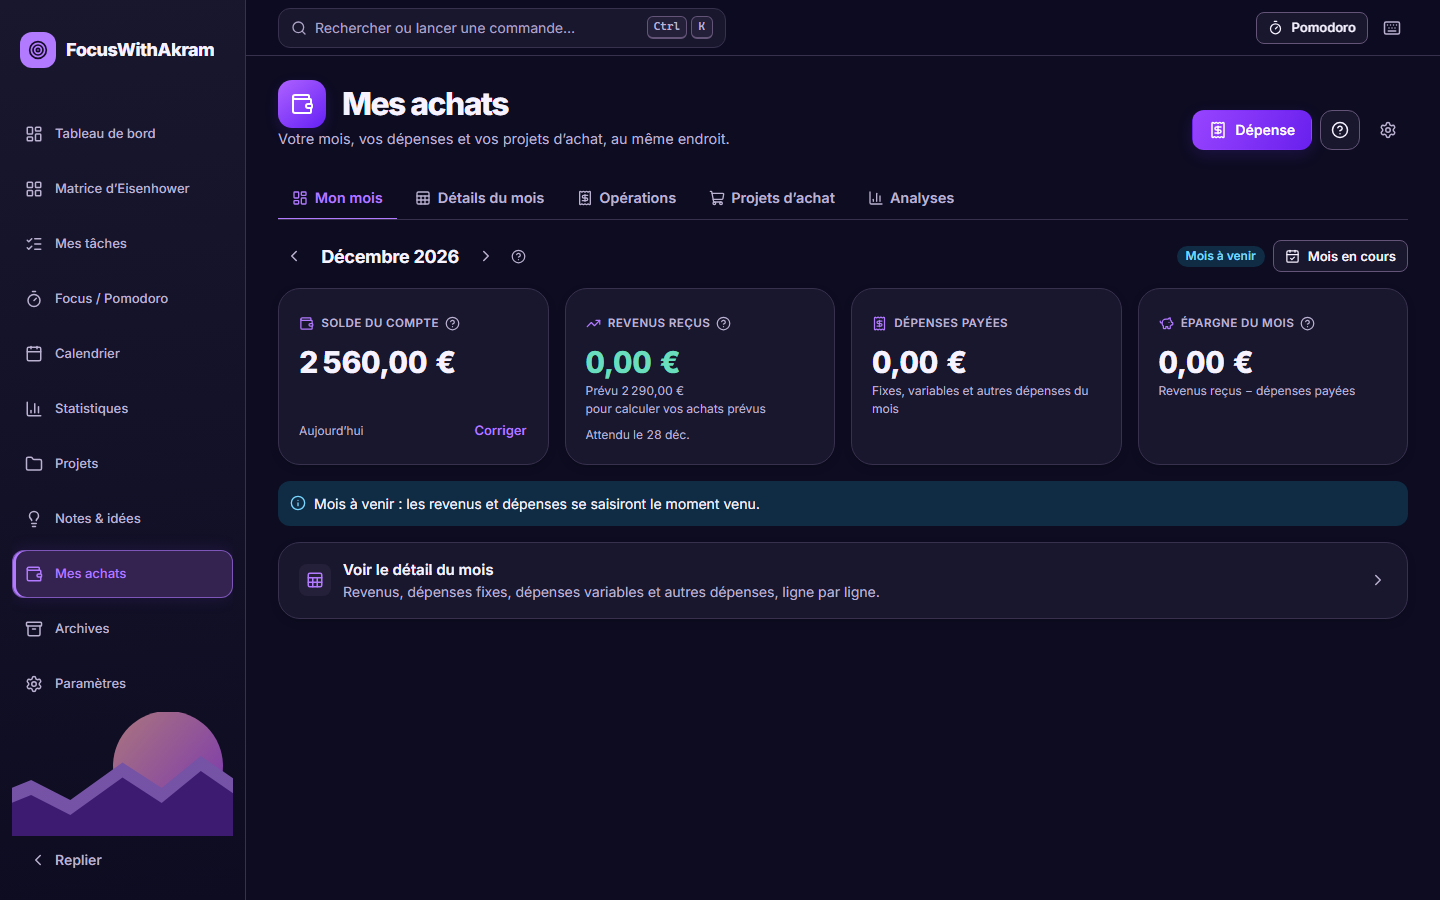 FocusWithAkram
Rechercher ou lancer une commande...
Ctrl K
Pomodoro
Tableau de bord
Matrice d’Eisenhower
Mes tâches
Focus / Pomodoro
Calendrier
Statistiques
Projets
Notes & idées
Mes achats
Archives
Paramètres
Replier
Mes achats
Votre mois, vos dépenses et vos projets d’achat, au même endroit.
Dépense
Mon mois
Détails du mois
Opérations
Projets d’achat
Analyses
Décembre 2026
Mois à venir
Mois en cours
SOLDE DU COMPTE
2 560,00 €
Aujourd’hui
Corriger
REVENUS REÇUS
0,00 €
Prévu 2 290,00 €
pour calculer vos achats prévus
Attendu le 28 déc.
DÉPENSES PAYÉES
0,00 €
Fixes, variables et autres dépenses du
mois
ÉPARGNE DU MOIS
0,00 €
Revenus reçus − dépenses payées
Mois à venir : les revenus et dépenses se saisiront le moment venu.
Voir le détail du mois
Revenus, dépenses fixes, dépenses variables et autres dépenses, ligne par ligne.